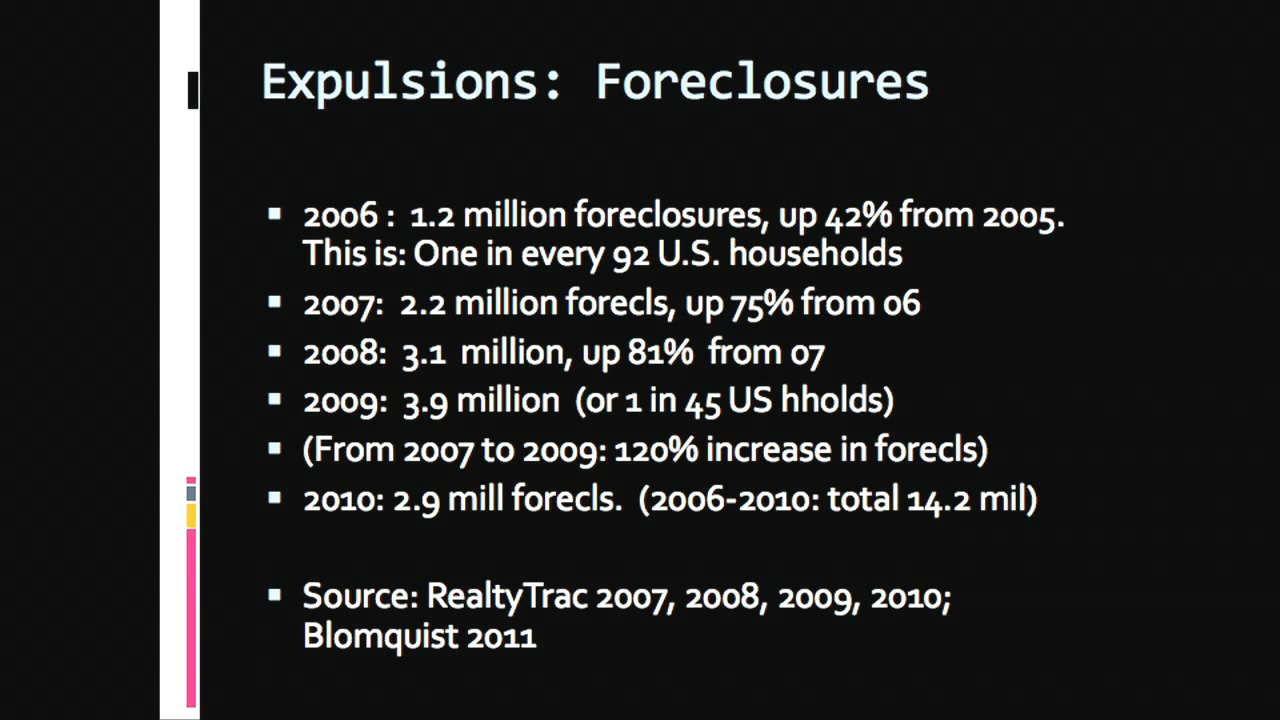 Expulsions: Foreclosures
▪ 2006 : 1.2 million foreclosures, up 42% from 2005.
This is: One in every 92 U.S. households
▪ 2007: 2.2 million forecls, up 75% from 06
▪ 2008: 3.1 million, up 81% from 07
▪ 2009: 3.9 million (or 1 in 45 US hholds)
▪ (From 2007 to 2009: 120% increase in forecls)
▪ 2010: 2.9 mill forecls. (2006-2010: total 14.2 mil)
▪ Source: RealtyTrac 2007, 2008, 2009, 2010;
Blomquist 2011